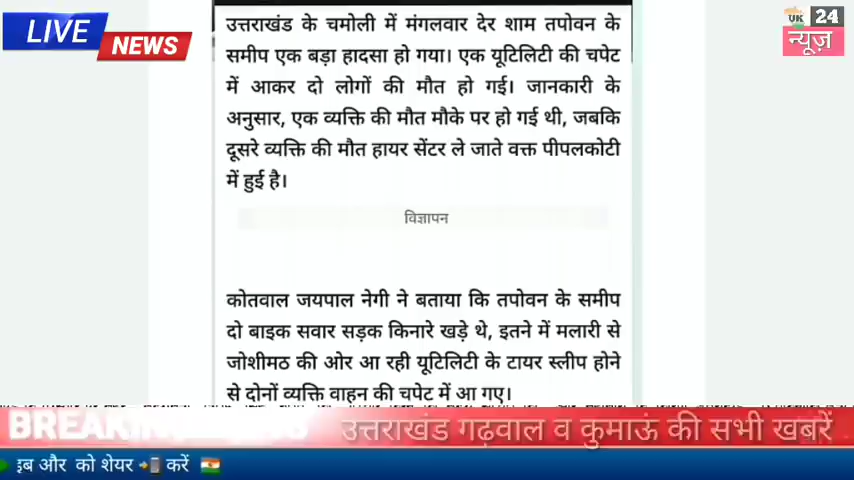 LIVE
NEWS
UK 24
न्यूज़
उत्तराखंड के चमोली में मंगलवार देर शाम तपोवन के
समीप एक बड़ा हादसा हो गया। एक यूटिलिटी की चपेट
में आकर दो लोगों की मौत हो गई। जानकारी के
अनुसार, एक व्यक्ति की मौत मौके पर हो गई थी, जबकि
दूसरे व्यक्ति की मौत हायर सेंटर ले जाते वक्त पीपलकोटी
में हुई है।
विज्ञापन
कोतवाल जयपाल नेगी ने बताया कि तपोवन के समीप
दो बाइक सवार सड़क किनारे खड़े थे, इतने में मलारी से
जोशीमठ की ओर आ रही यूटिलिटी के टायर स्लीप होने
से दोनों व्यक्ति वाहन की चपेट में आ गए।
उत्तराखंड गढ़वाल व कुमाऊं की सभी खबरें
इब और को शेयर करें